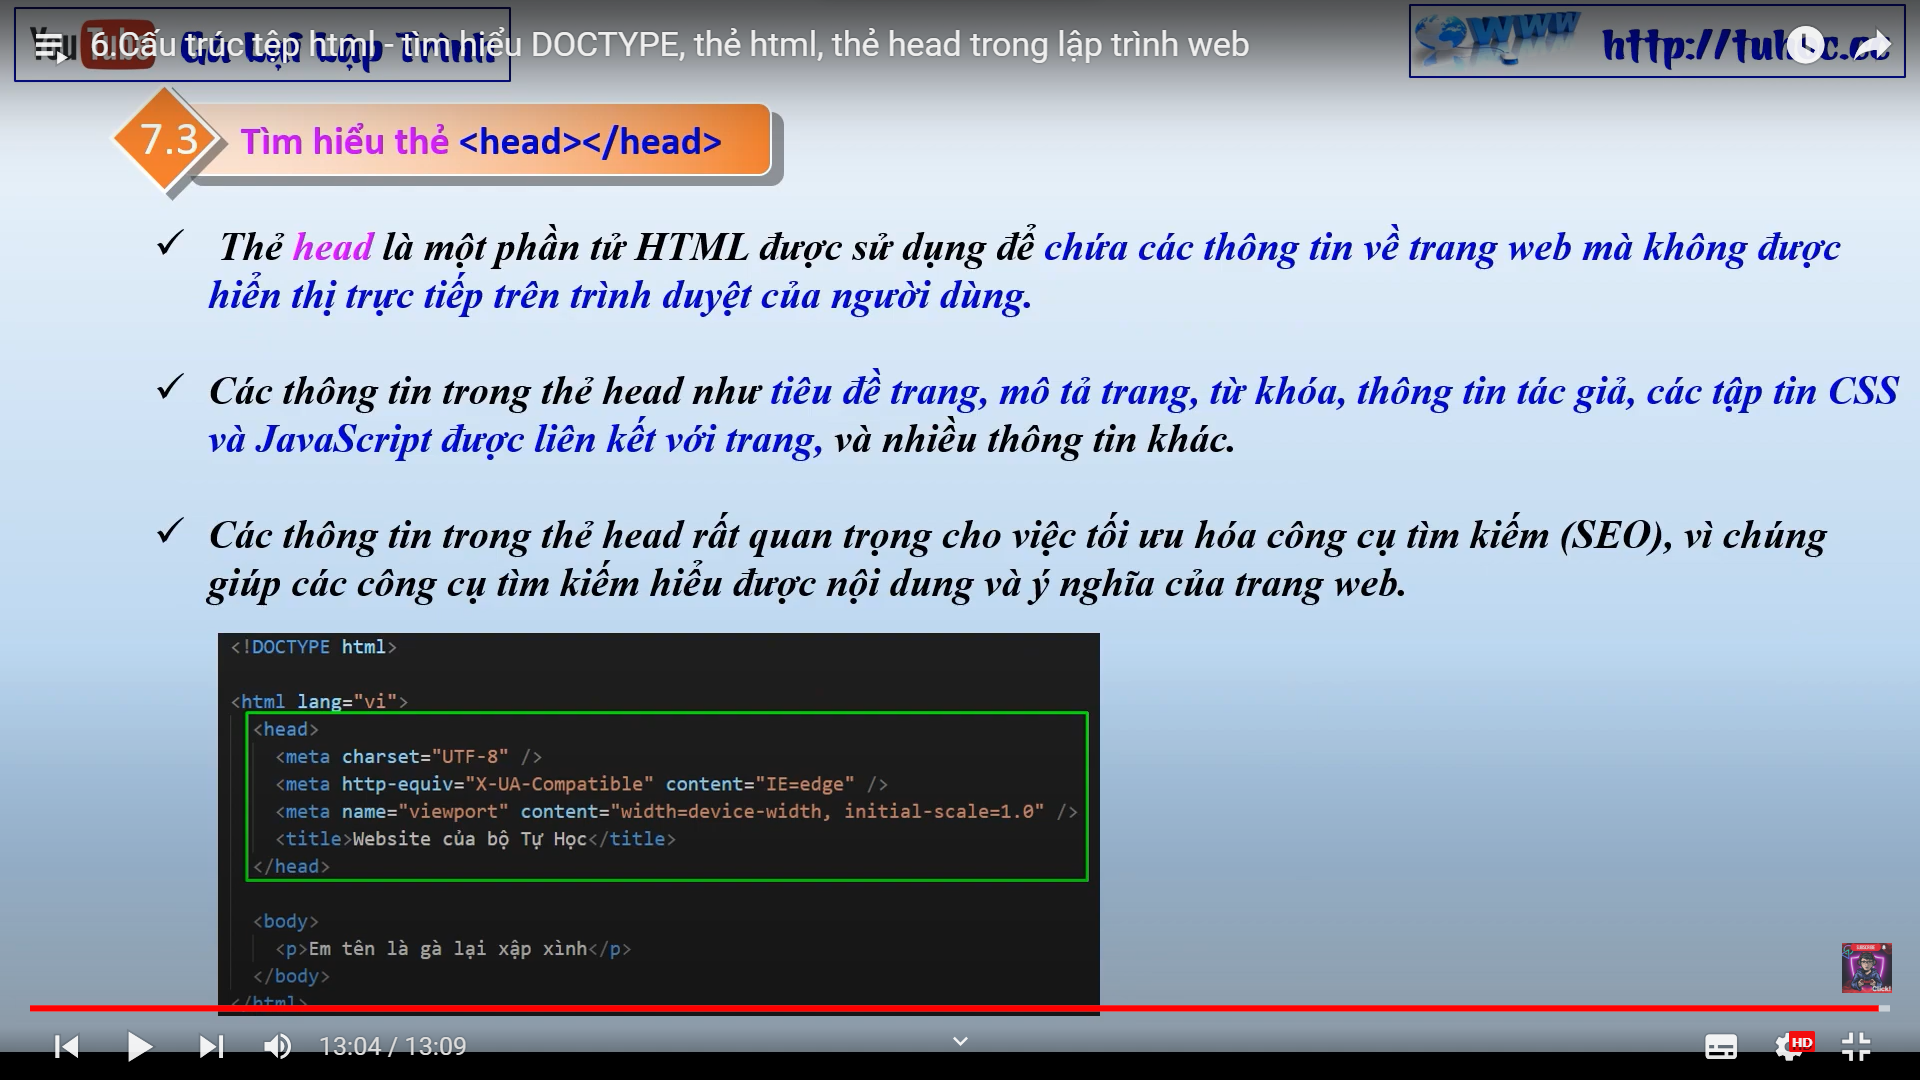 6.Cấu trúc tệp html - tìm hiểu DOCTYPE, thẻ html, thẻ head trong lập trình web
You Tube
WWW
7.3 Tìm hiểu thẻ <head></head>
✓ Thẻ head là một phần tử HTML được sử dụng để chứa các thông tin về trang web mà không được
hiển thị trực tiếp trên trình duyệt của người dùng.
✓ Các thông tin trong thẻ head như tiêu đề trang, mô tả trang, từ khóa, thông tin tác giả, các tập tin CSS
và JavaScript được liên kết với trang, và nhiều thông tin khác.
✓ Các thông tin trong thẻ head rất quan trọng cho việc tối ưu hóa công cụ tìm kiếm (SEO), vì chúng
giúp các công cụ tìm kiếm hiểu được nội dung và ý nghĩa của trang web.
<!DOCTYPE html>
<html lang="vi">
<head>
<meta charset="UTF-8" />
<meta http-equiv="X-UA-Compatible" content="IE=edge" />
<meta name="viewport" content="width=device-width, initial-scale=1.0" />
<title>Website của bộ Tự Học</title>
</head>
<body>
<p>Em tên là gà lại xập xình</p>
</body>
</html>
SUBSCRIBE
Click!
13:04 / 13:09
HD